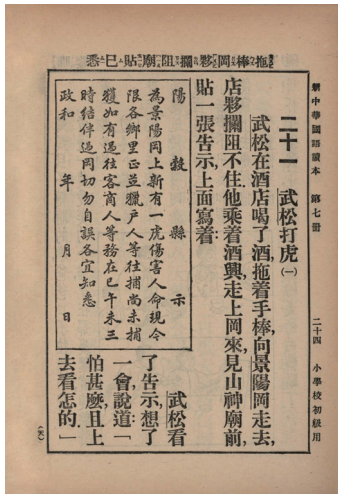 新中華國語讀本 第七冊 二十四 小學校初級用
拖棒岡夥攔阻廟貼巳悉
二十一 武松打虎(一)
武松在酒店喝了酒,拖着手棒,向景陽岡走去,
店夥攔阻不住.他乘着酒興,走上岡來,見山神廟前,
貼一張告示,上面寫着:
陽穀縣示
為景陽岡上新有一虎傷害人命現今
限各鄉里正並獵戶人等往捕尚未捕
獲如有過往客商人等務在巳午未三
時結伴過岡切勿自誤各宜知悉
政和 年 月 日
武松看
了告示,想了
一會,說道:「
怕甚麼,且上
去看怎的.」